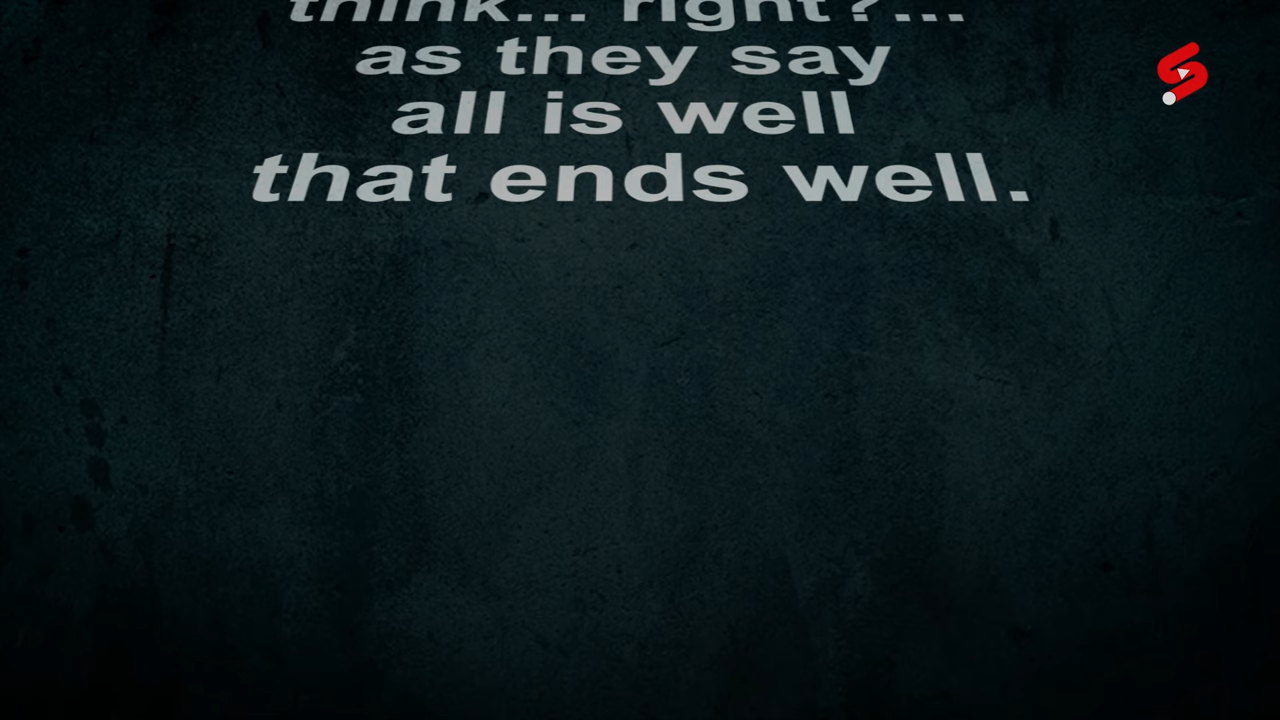 think... right?...
as they say
all is well
that ends well.